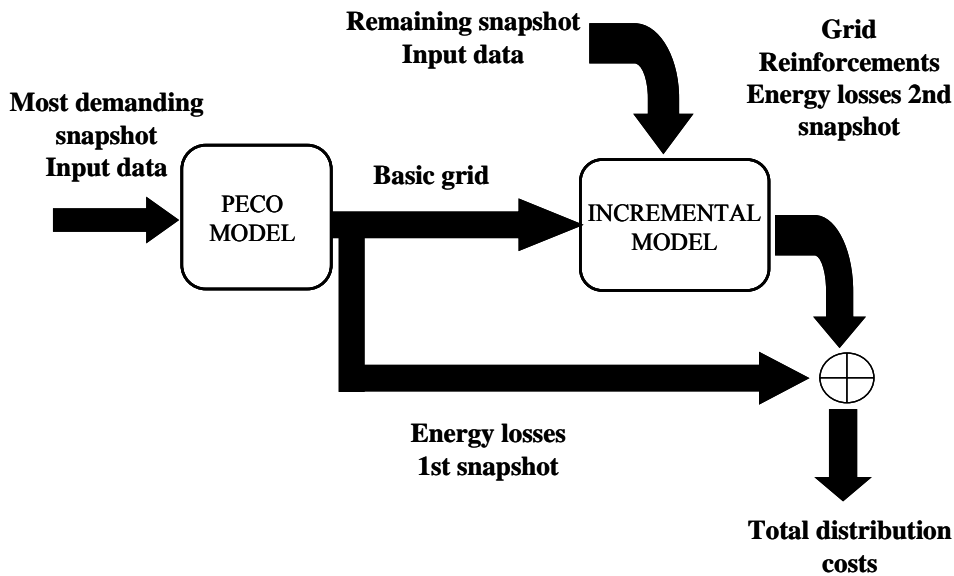 Remaining snapshot
Input data
Grid
Reinforcements
Energy losses 2nd
snapshot
Most demanding
snapshot
Input data
PECO
MODEL
Basic grid
INCREMENTAL
MODEL
Energy losses
1st snapshot
Total distribution
costs